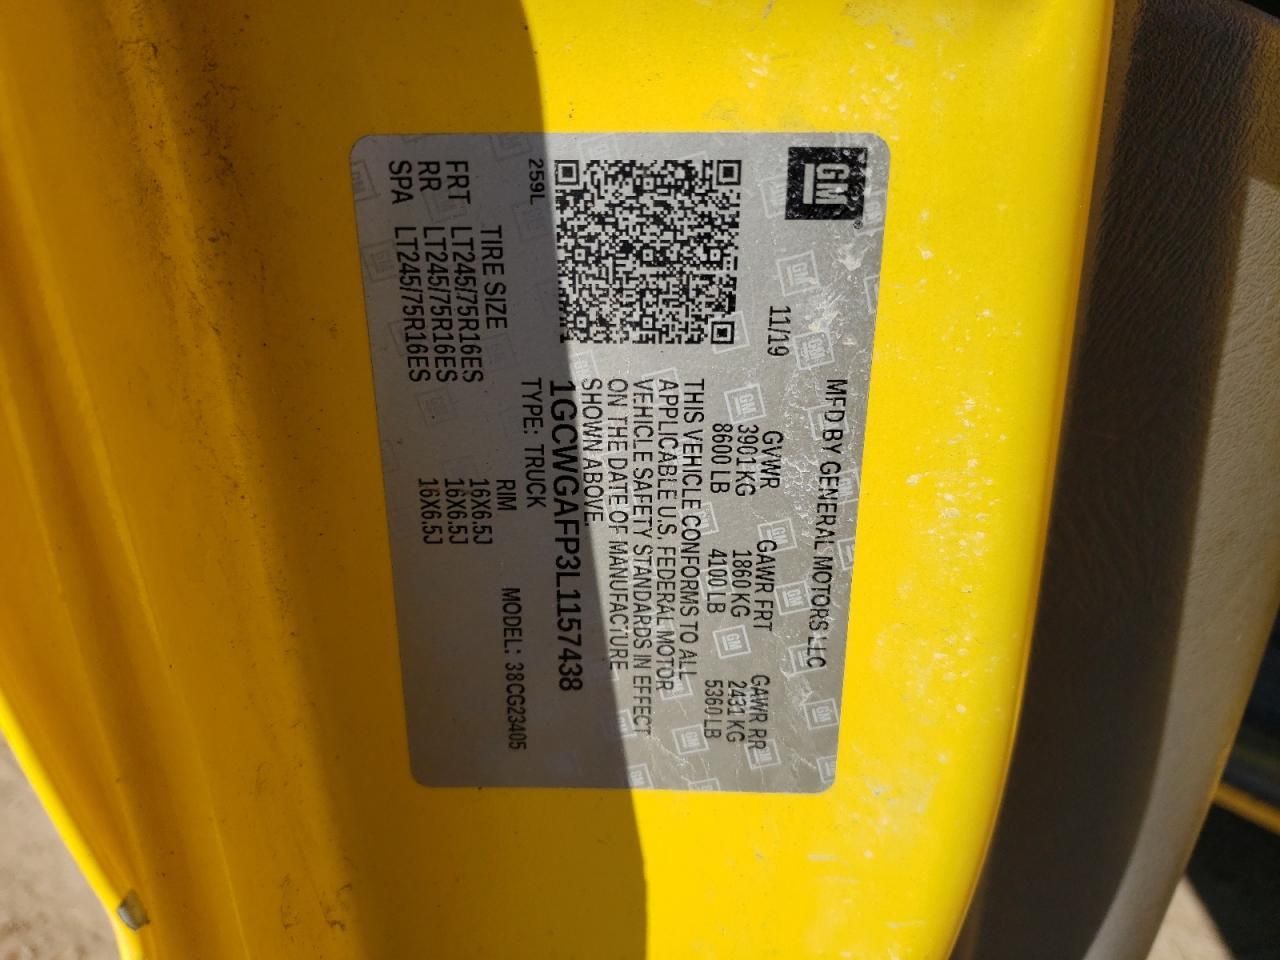 GM
MFD BY GENERAL MOTORS LLC
11/19
GVWR GAWR FRT GAWR RR
3901 KG 1860 KG 2431 KG
8600 LB 4100 LB 5360 LB
THIS VEHICLE CONFORMS TO ALL
APPLICABLE U.S. FEDERAL MOTOR
VEHICLE SAFETY STANDARDS IN EFFECT
ON THE DATE OF MANUFACTURE
SHOWN ABOVE.
1GCWGAFP3L1157438
259L
TYPE: TRUCK MODEL: 38CG23405
TIRE SIZE RIM
FRT LT245/75R16ES 16X6.5J
RR LT245/75R16ES 16X6.5J
SPA LT245/75R16ES 16X6.5J